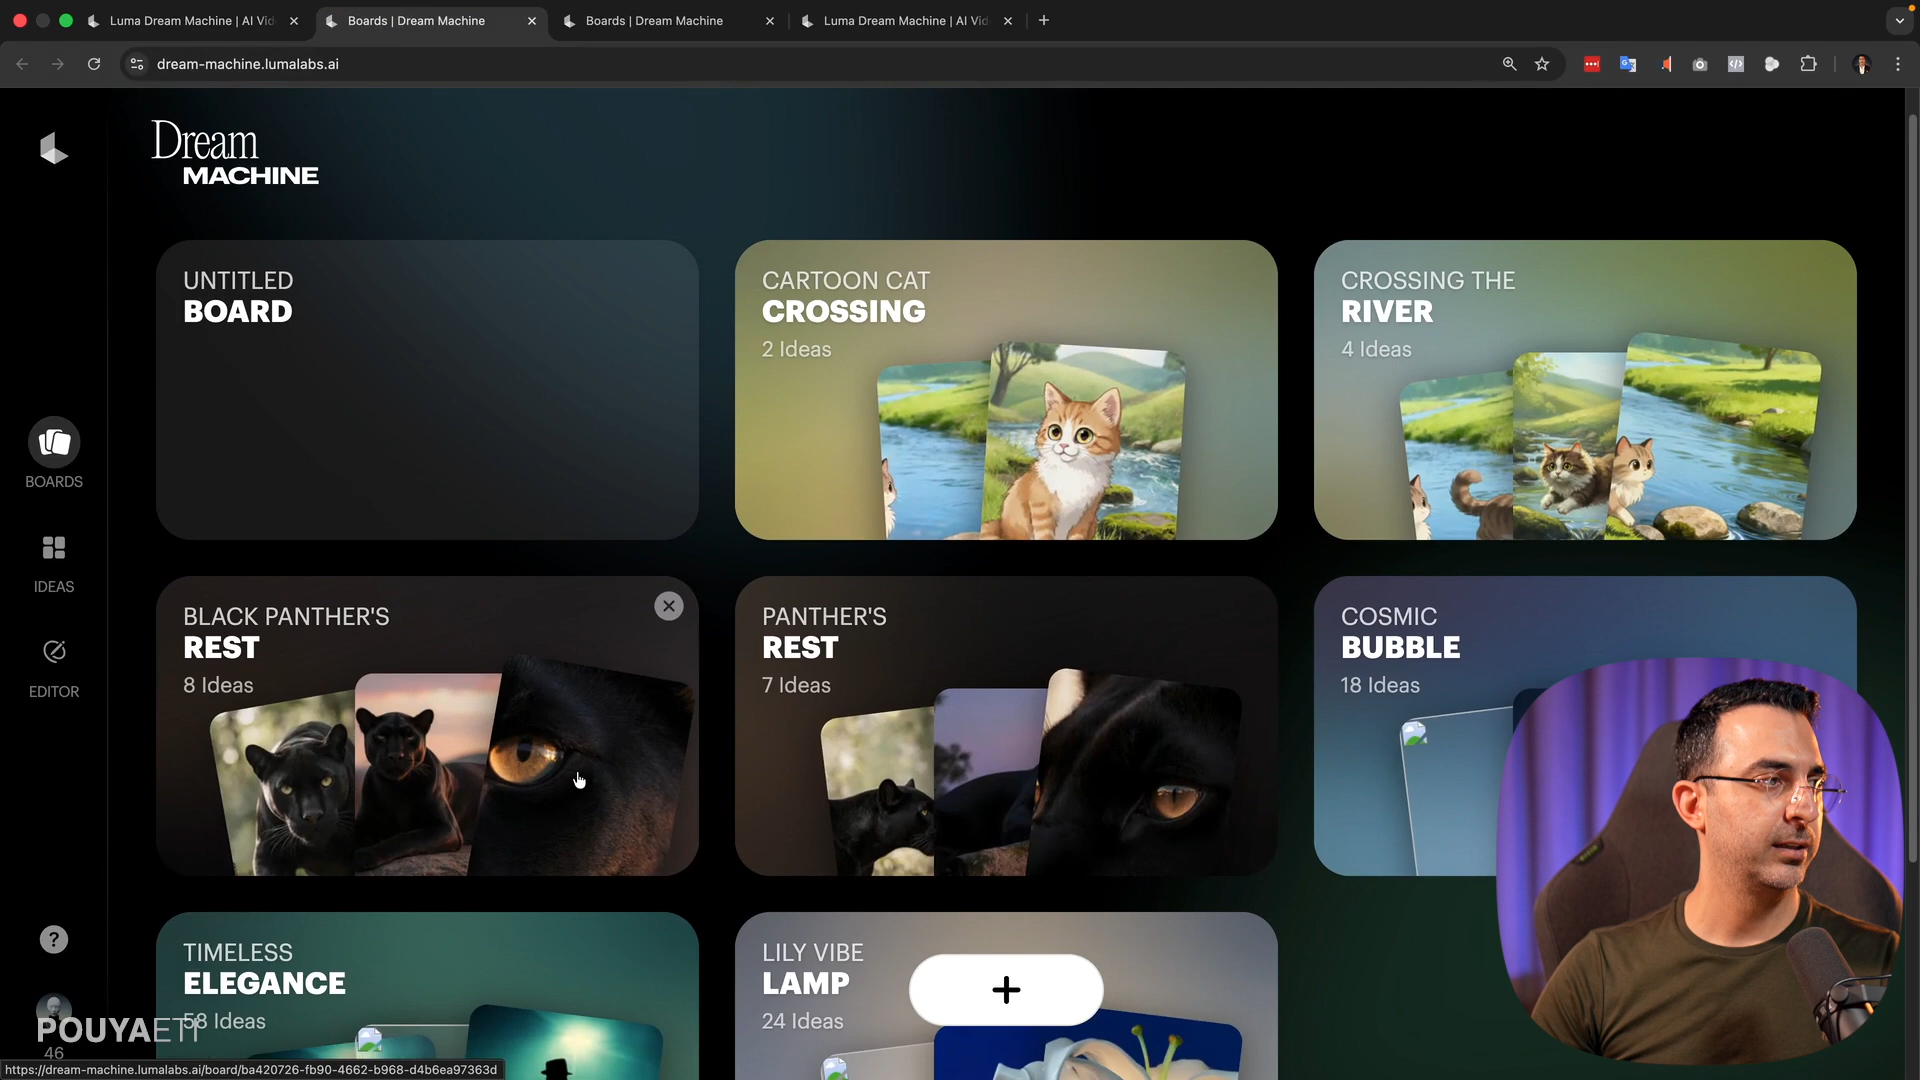 Luma Dream Machine | AI Vid
Boards | Dream Machine
Boards | Dream Machine
Luma Dream Machine | AI Vid
dream-machine.lumalabs.ai
Dream
MACHINE
BOARDS
IDEAS
EDITOR
?
46
UNTITLED
BOARD
CARTOON CAT
CROSSING
2 Ideas
CROSSING THE
RIVER
4 Ideas
BLACK PANTHER'S
REST
8 Ideas
PANTHER'S
REST
7 Ideas
COSMIC
BUBBLE
18 Ideas
TIMELESS
ELEGANCE
58 Ideas
LILY VIBE
LAMP
24 Ideas
POUYAETI
https://dream-machine.lumalabs.ai/board/ba420726-fb90-4662-b968-d4b6ea97363d